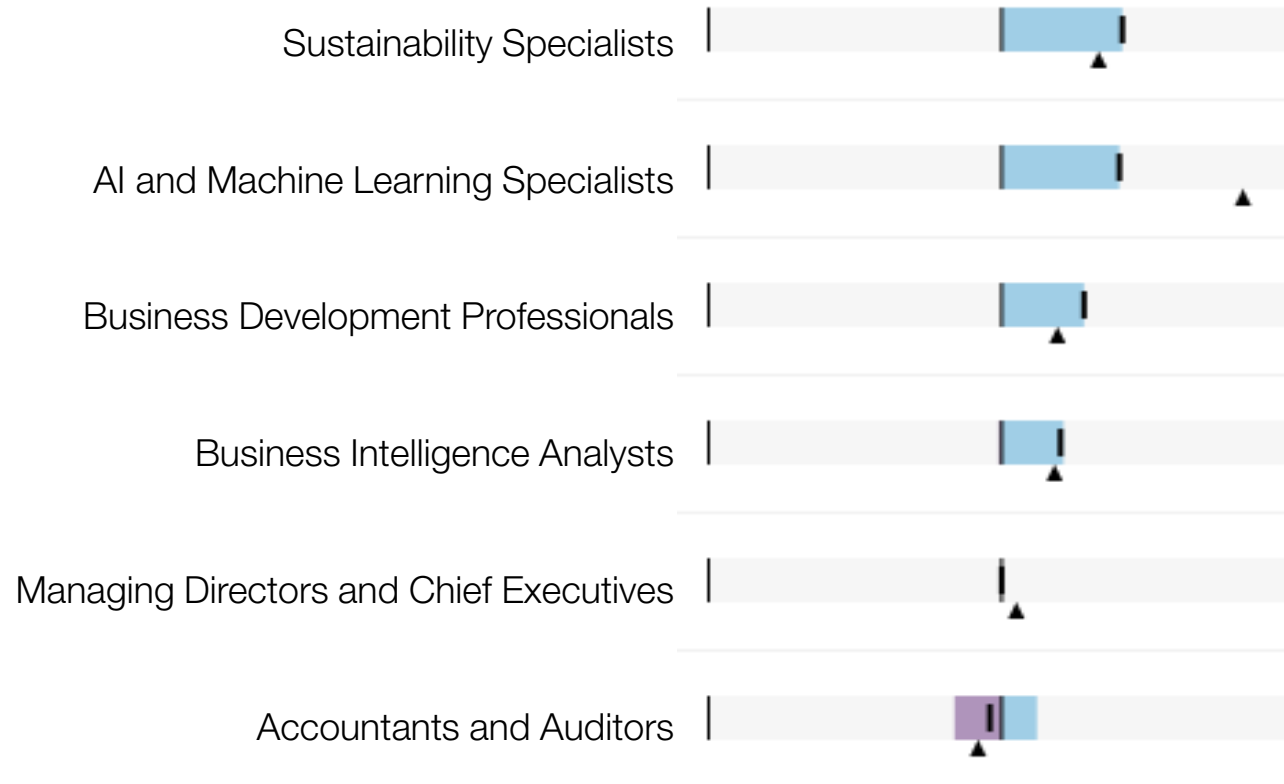 Sustainability Specialists
AI and Machine Learning Specialists
Business Development Professionals
Business Intelligence Analysts
Managing Directors and Chief Executives
Accountants and Auditors